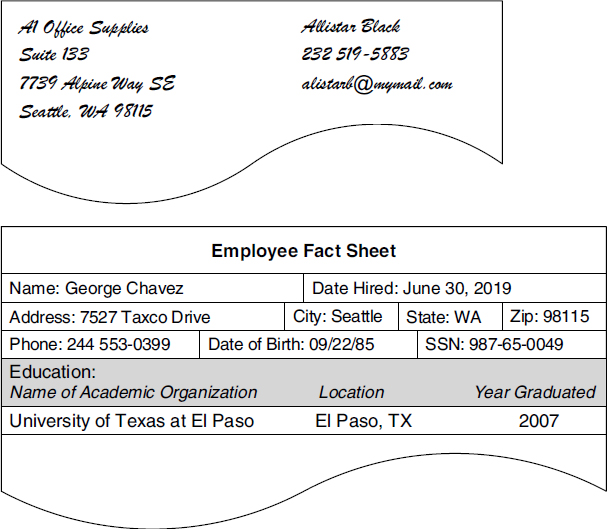 A1 Office Supplies
Suite 133
7739 Alpine Way SE
Seattle, WA 98115
Allistar Black
232 519-5883
alistarb@mymail.com
Employee Fact Sheet
Name: George Chavez Date Hired: June 30, 2019
Address: 7527 Taxco Drive City: Seattle State: WA Zip: 98115
Phone: 244 553-0399 Date of Birth: 09/22/85 SSN: 987-65-0049
Education:
Name of Academic Organization Location Year Graduated
University of Texas at El Paso El Paso, TX 2007